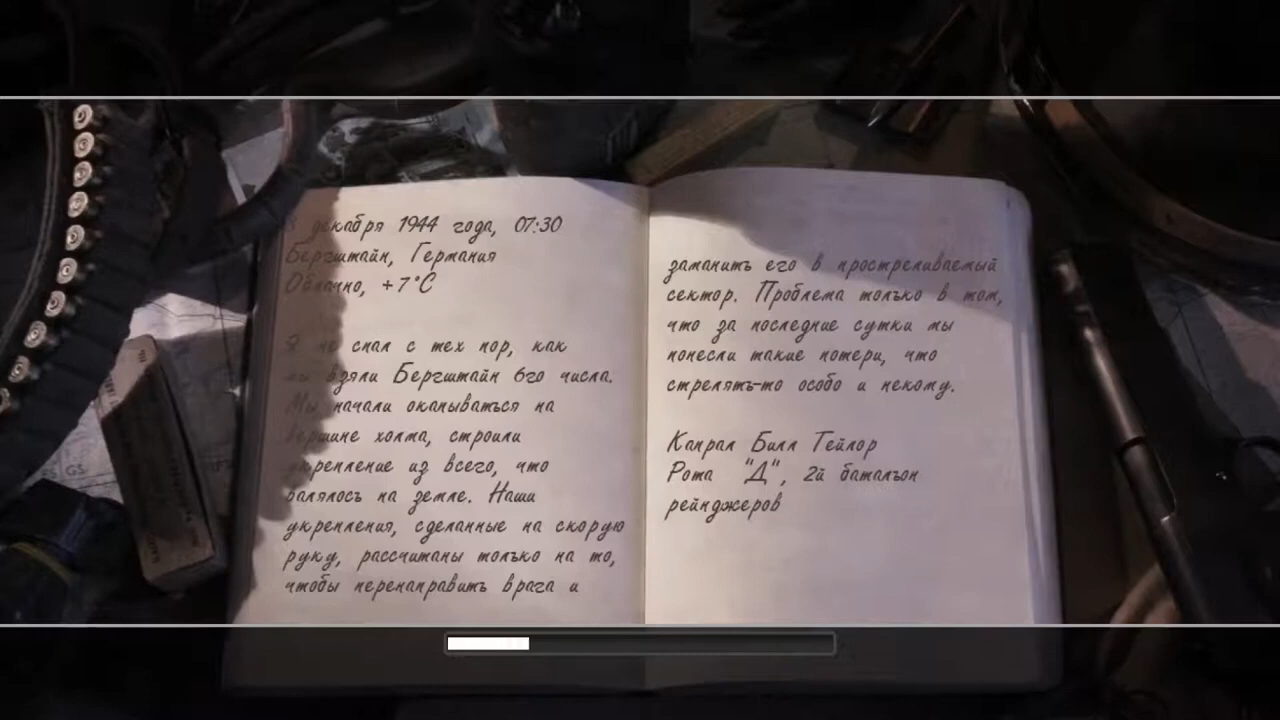 8 декабря 1944 года, 07:30
Бергштайн, Германия
Облачно, +7°C
Я не спал с тех пор, как
мы взяли Бергштайн 6го числа.
Мы начали окапываться на
вершине холма, строили
укрепление из всего, что
валялось на земле. Наши
укрепления, сделанные на скорую
руку, рассчитаны только на то,
чтобы перенаправить врага и
заманить его в простреливаемый
сектор. Проблема только в том,
что за последние сутки мы
понесли такие потери, что
стрелять-то особо и некому.
Капрал Билл Тейлор
Рота "Д", 2й батальон
рейнджеров